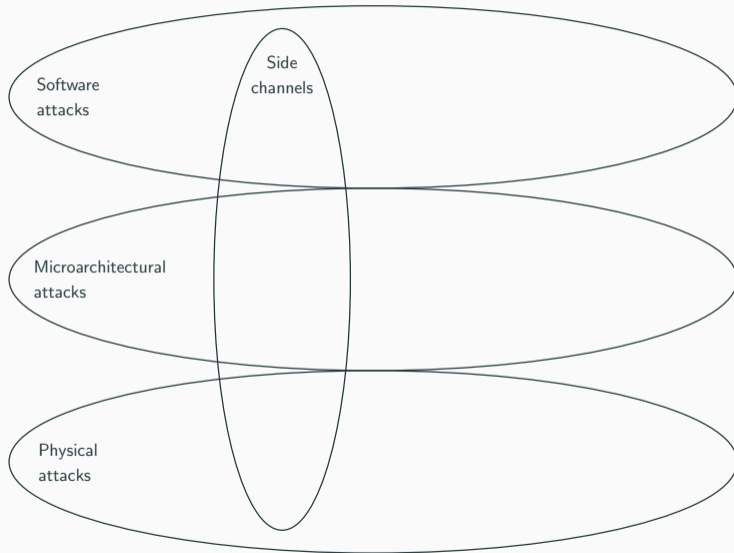 Side
channels
Software
attacks
Microarchitectural
attacks
Physical
attacks